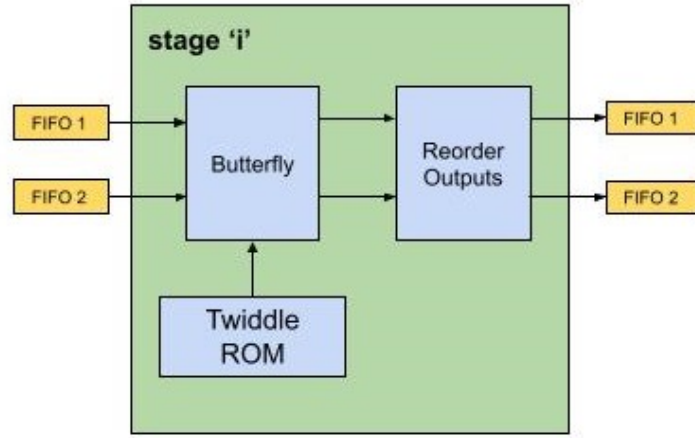 stage ‘i’
FIFO 1
FIFO 2
Butterfly
Reorder
Outputs
FIFO 1
FIFO 2
Twiddle
ROM